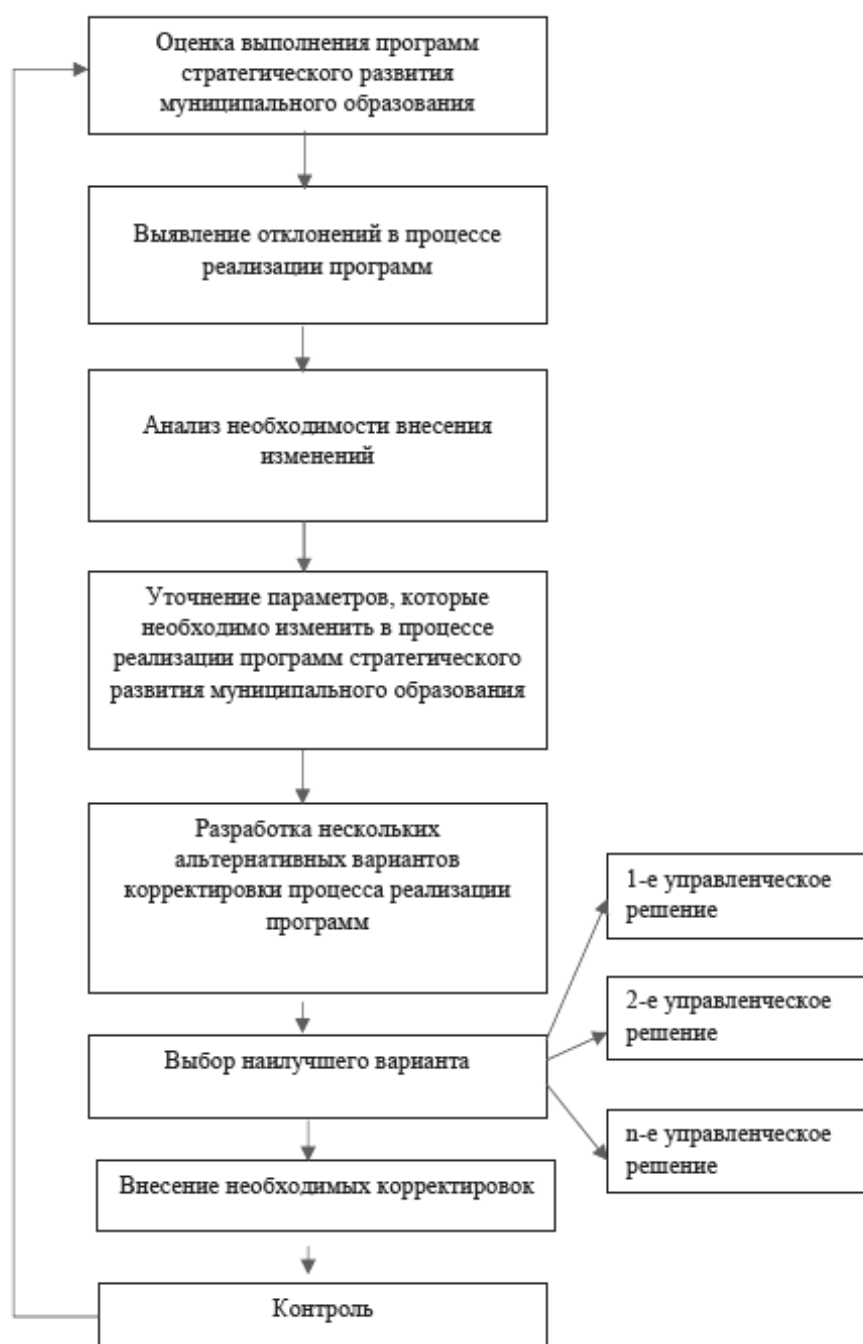 Оценка выполнения программ
стратегического развития
муниципального образования
Выявление отклонений в процессе
реализации программ
Анализ необходимости внесения
изменений
Уточнение параметров, которые
необходимо изменить в процессе
реализации программ стратегического
развития муниципального образования
Разработка нескольких
альтернативных вариантов
корректировки процесса реализации
программ
Выбор наилучшего варианта
1-е управленческое
решение
2-е управленческое
решение
n-е управленческое
решение
Внесение необходимых корректировок
Контроль